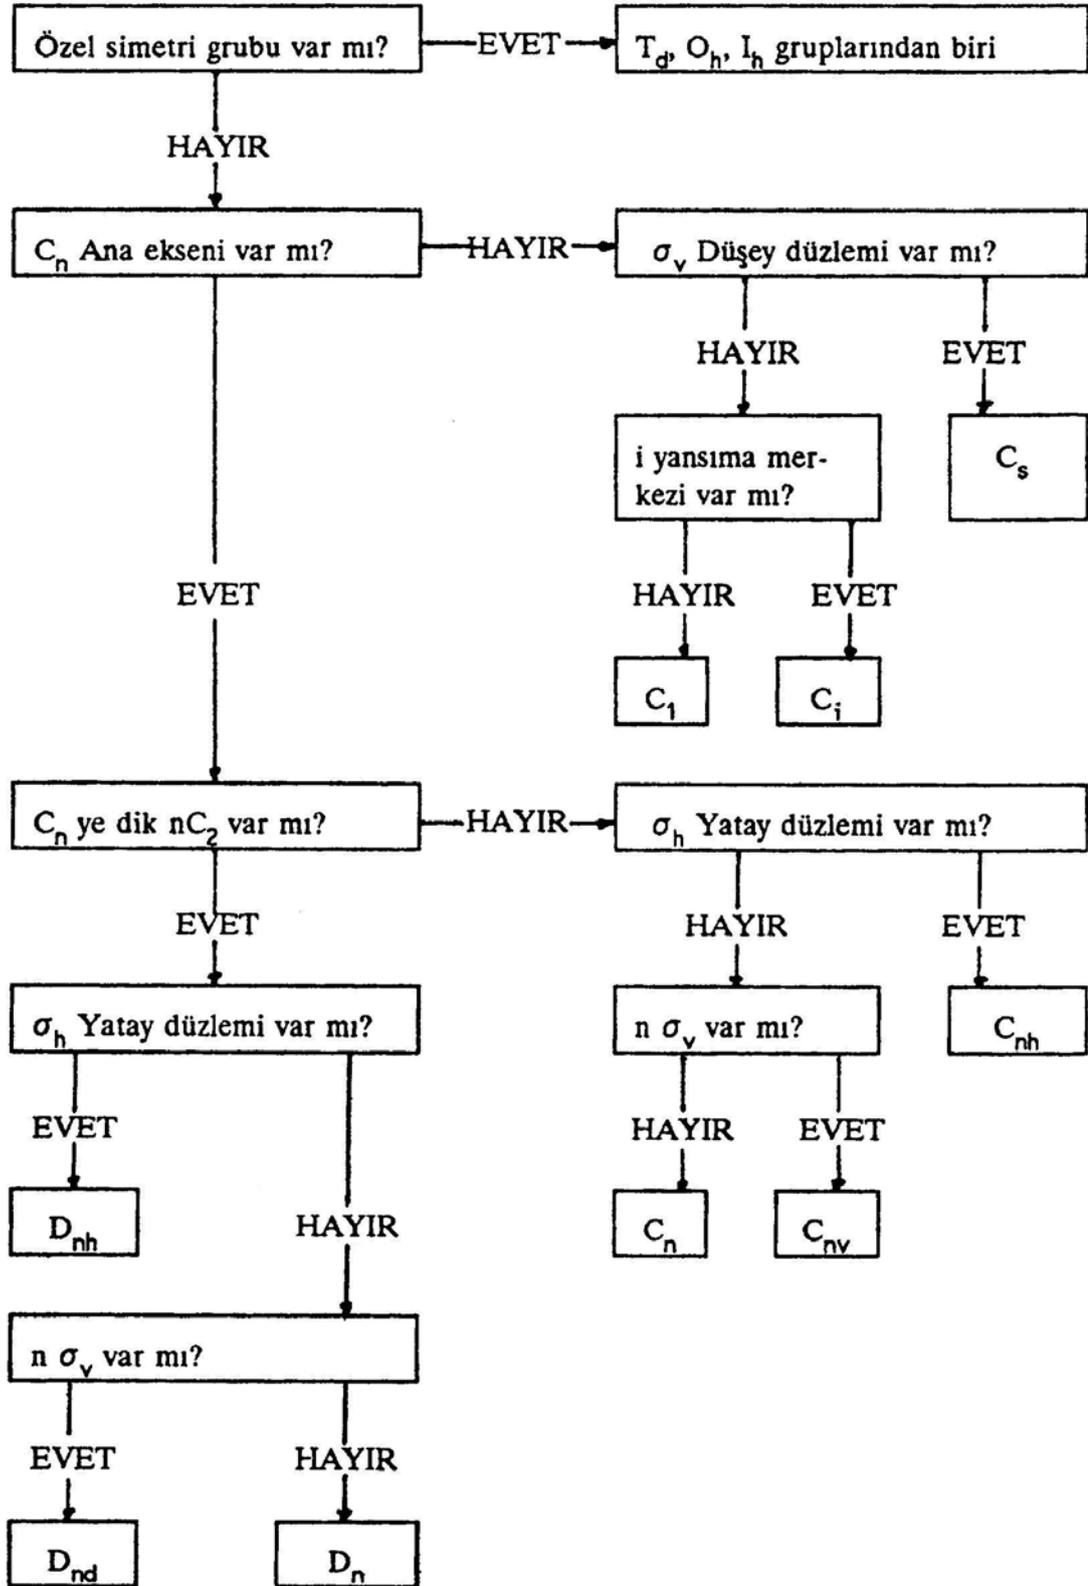 Özel simetri grubu var mı?
EVET
T_d, O_h, I_h gruplarından biri
HAYIR
C_n Ana ekseni var mı?
HAYIR
σ_v Düşey düzlemi var mı?
HAYIR
EVET
i yansıma mer-
kezi var mı?
C_s
EVET
HAYIR
EVET
C_1
C_i
C_n ye dik nC_2 var mı?
HAYIR
σ_h Yatay düzlemi var mı?
EVET
HAYIR
EVET
σ_h Yatay düzlemi var mı?
n σ_v var mı?
C_nh
EVET
HAYIR
HAYIR
EVET
D_nh
C_n
C_nv
n σ_v var mı?
EVET
HAYIR
D_nd
D_n